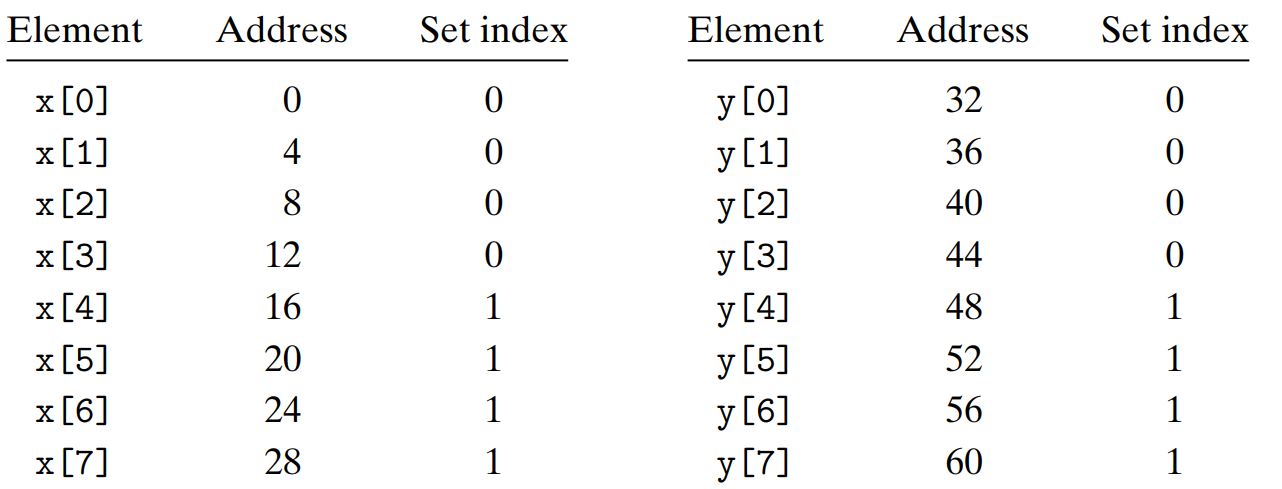 Element Address Set index Element Address Set index
x[0] 0 0 y[0] 32 0
x[1] 4 0 y[1] 36 0
x[2] 8 0 y[2] 40 0
x[3] 12 0 y[3] 44 0
x[4] 16 1 y[4] 48 1
x[5] 20 1 y[5] 52 1
x[6] 24 1 y[6] 56 1
x[7] 28 1 y[7] 60 1